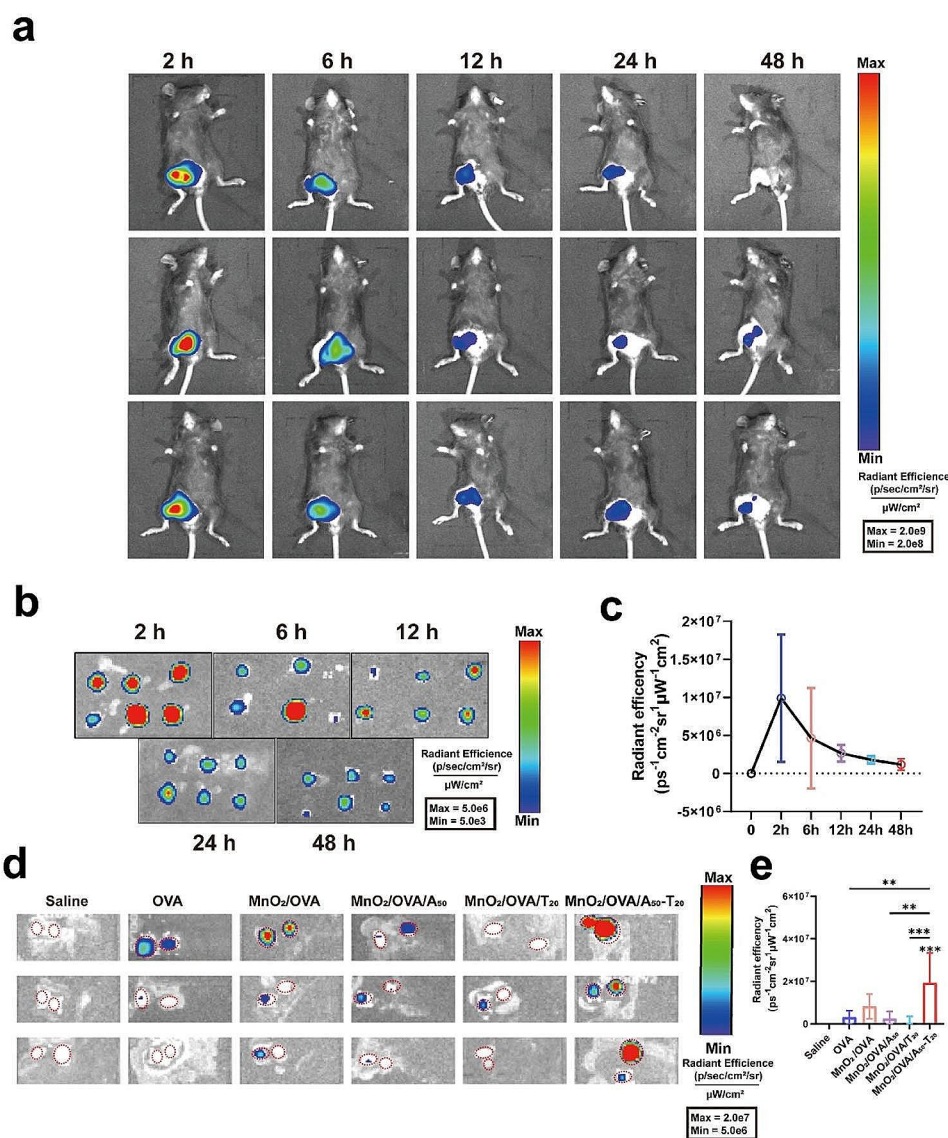 a
2 h 6 h 12 h 24 h 48 h
Max
Min
Radiant Efficiency
(p/sec/cm²/sr)
µW/cm²
Max = 2.0e9
Min = 2.0e8
b
2 h 6 h 12 h
24 h 48 h
Max
Min
Radiant Efficience
(p/sec/cm²/sr)
µW/cm²
Max = 5.0e6
Min = 5.0e3
c
Radiant efficency
(ps⁻¹cm⁻²sr¹µW⁻¹cm²)
2×10⁷
1.5×10⁷
1×10⁷
5×10⁶
0
-5×10⁶
0 2h 6h 12h 24h 48h
d
Saline OVA MnO₂/OVA MnO₂/OVA/A₅₀ MnO₂/OVA/T₂₀ MnO₂/OVA/A₅₀-T₂₀
Max
Min
Radiant Efficience
(p/sec/cm²/sr)
µW/cm²
Max = 2.0e7
Min = 5.0e6
e
Radiant efficency
(ps⁻¹cm⁻²sr¹µW⁻¹cm²)
6×10⁷
4×10⁷
2×10⁷
0
**
**
***
***
Saline
OVA
MnO₂/OVA
MnO₂/OVA/A₅₀
MnO₂/OVA/T₂₀
MnO₂/OVA/A₅₀-T₂₀